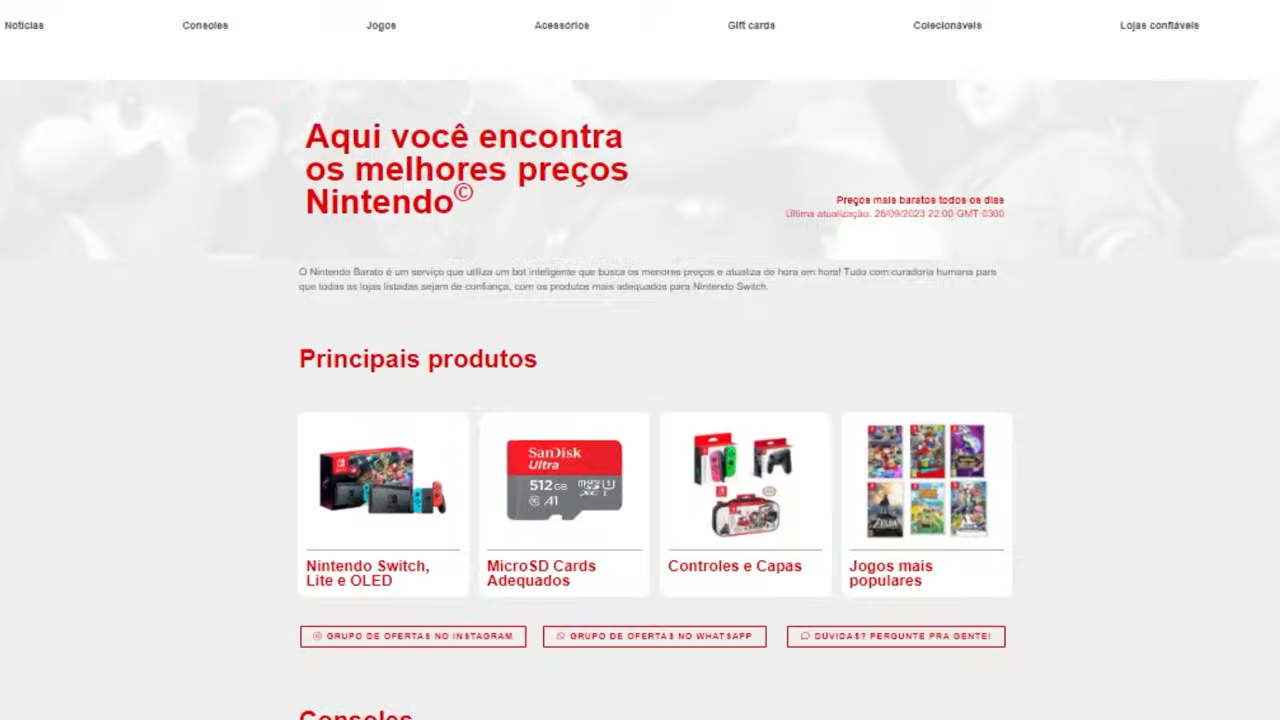 Notícias
Consoles
Jogos
Acessórios
Gift cards
Colecionáveis
Lojas confiáveis
Aqui você encontra
os melhores preços
Nintendo©
Preços mais baratos todos os dias
Última atualização: 26/09/2023 22:00 GMT-0300
O Nintendo Barato é um serviço que utiliza um bot inteligente que busca os menores preços e atualiza de hora em hora! Tudo com curadoria humana para
que todas as lojas listadas sejam de confiança, com os produtos mais adequados para Nintendo Switch.
Principais produtos
SanDisk
Ultra
512GB
A1
Nintendo Switch,
Lite e OLED
MicroSD Cards
Adequados
Controles e Capas
Jogos mais
populares
GRUPO DE OFERTAS NO INSTAGRAM
GRUPO DE OFERTAS NO WHATSAPP
DÚVIDAS? PERGUNTE PRA GENTE!
Consoles